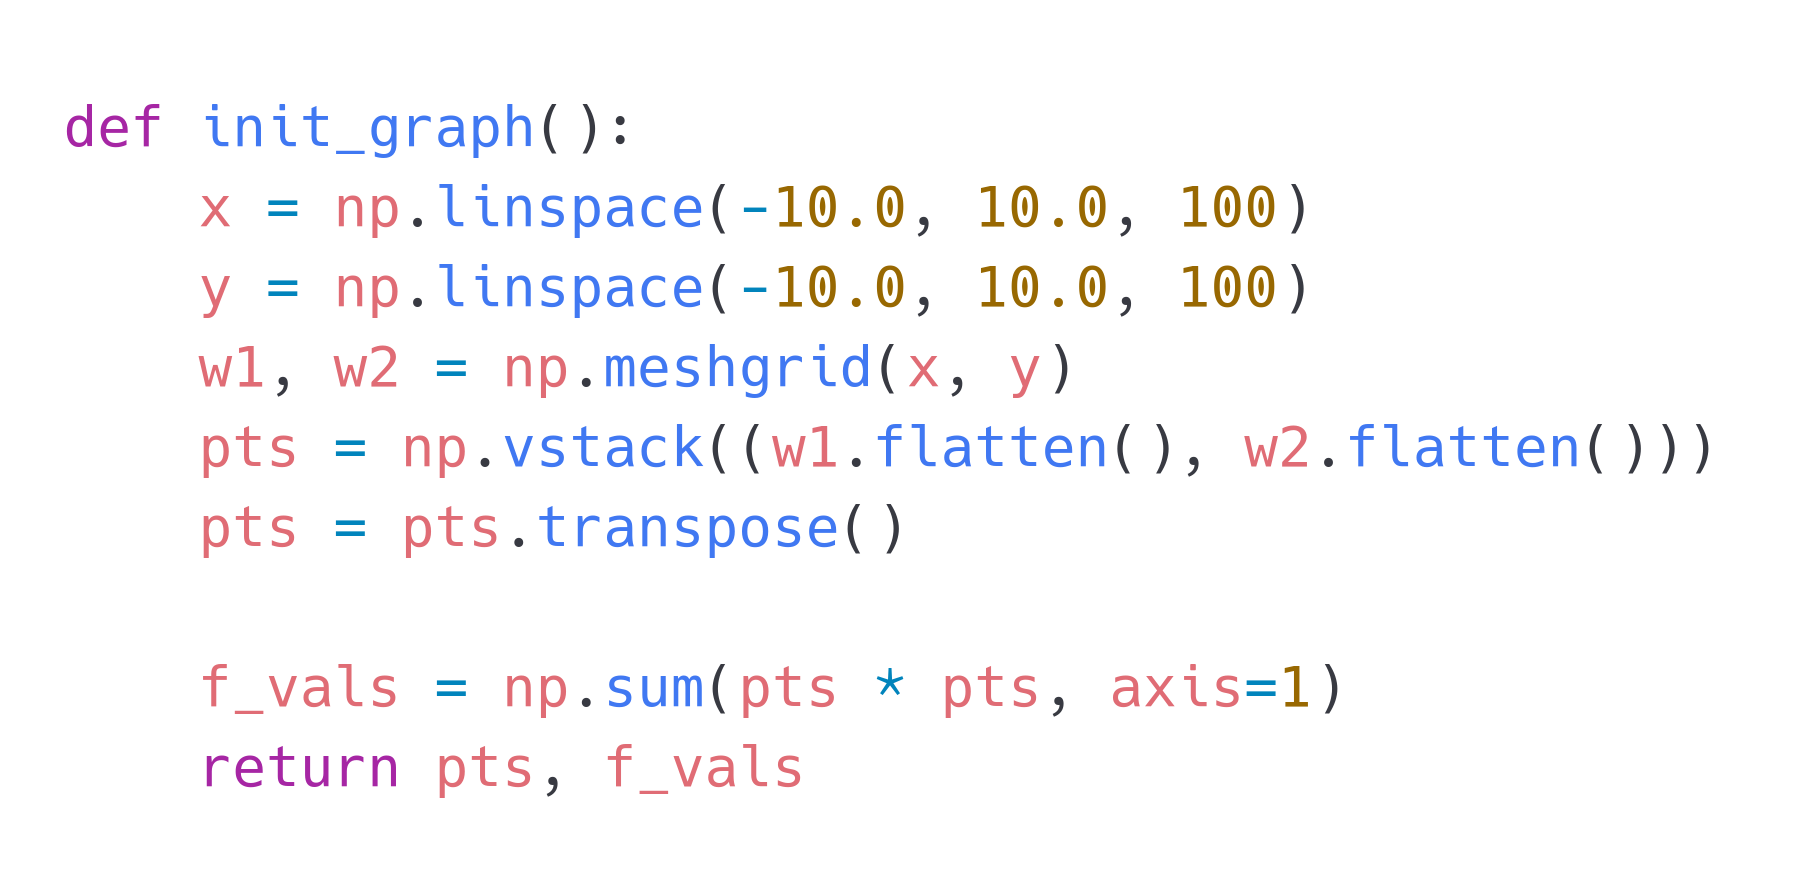 def init_graph():
    x = np.linspace(-10.0, 10.0, 100)
    y = np.linspace(-10.0, 10.0, 100)
    w1, w2 = np.meshgrid(x, y)
    pts = np.vstack((w1.flatten(), w2.flatten()))
    pts = pts.transpose()

    f_vals = np.sum(pts * pts, axis=1)
    return pts, f_vals